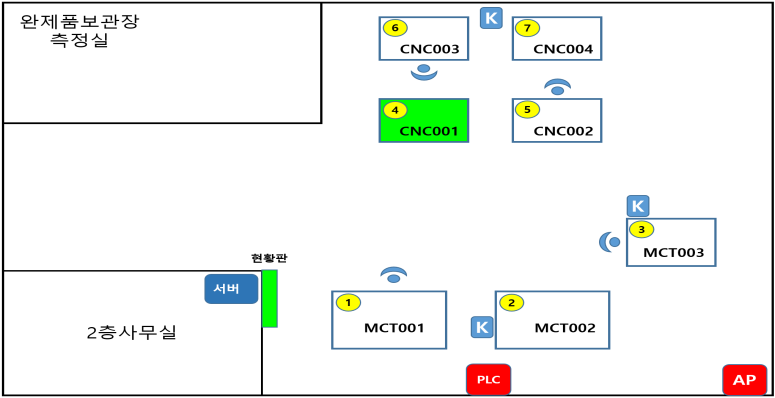 완제품보관장
측정실
6
CNC003
K
7
CNC004
4
CNC001
5
CNC002
K
3
MCT003
현황판
서버
2층사무실
1
MCT001
K
2
MCT002
PLC
AP